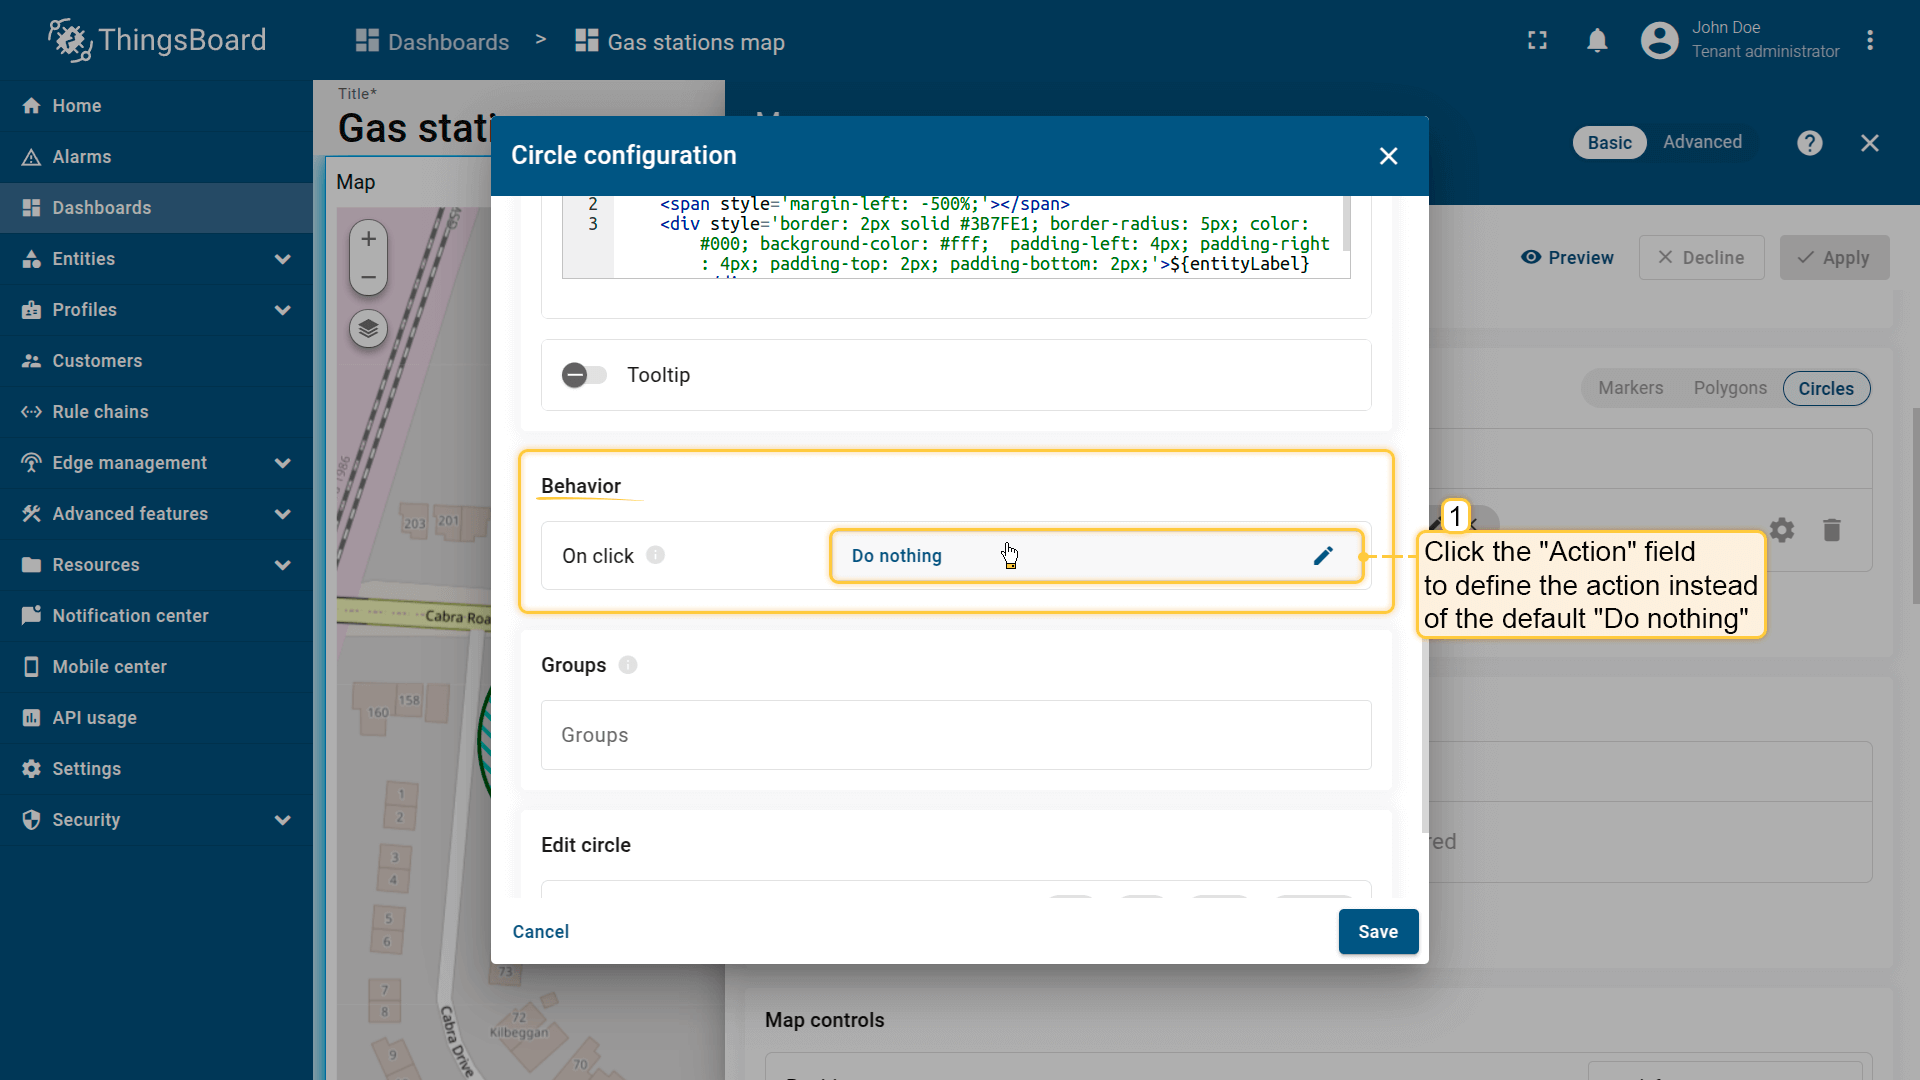 ThingsBoard
Dashboards > Gas stations map
John Doe
Tenant administrator
Home
Alarms
Dashboards
Entities
Profiles
Customers
Rule chains
Edge management
Advanced features
Resources
Notification center
Mobile center
API usage
Settings
Security
Title*
Gas stati
Map
Basic Advanced
Preview
Decline
Apply
Markers Polygons Circles
Circle configuration
2 <span style='margin-left: -500%;'></span>
3 <div style='border: 2px solid #3B7FE1; border-radius: 5px; color:
#000; background-color: #fff;  padding-left: 4px; padding-right
: 4px; padding-top: 2px; padding-bottom: 2px;'>${entityLabel}
Tooltip
Behavior
On click
Do nothing
1
Click the "Action" field
to define the action instead
of the default "Do nothing"
Groups
Groups
Edit circle
Cancel
Save
red
Map controls
1986
203
201
Cabra Roa
158
160
1
2
3
4
5
6
7
8
9
73
72
Kilbeggan
70
Cabra Drive